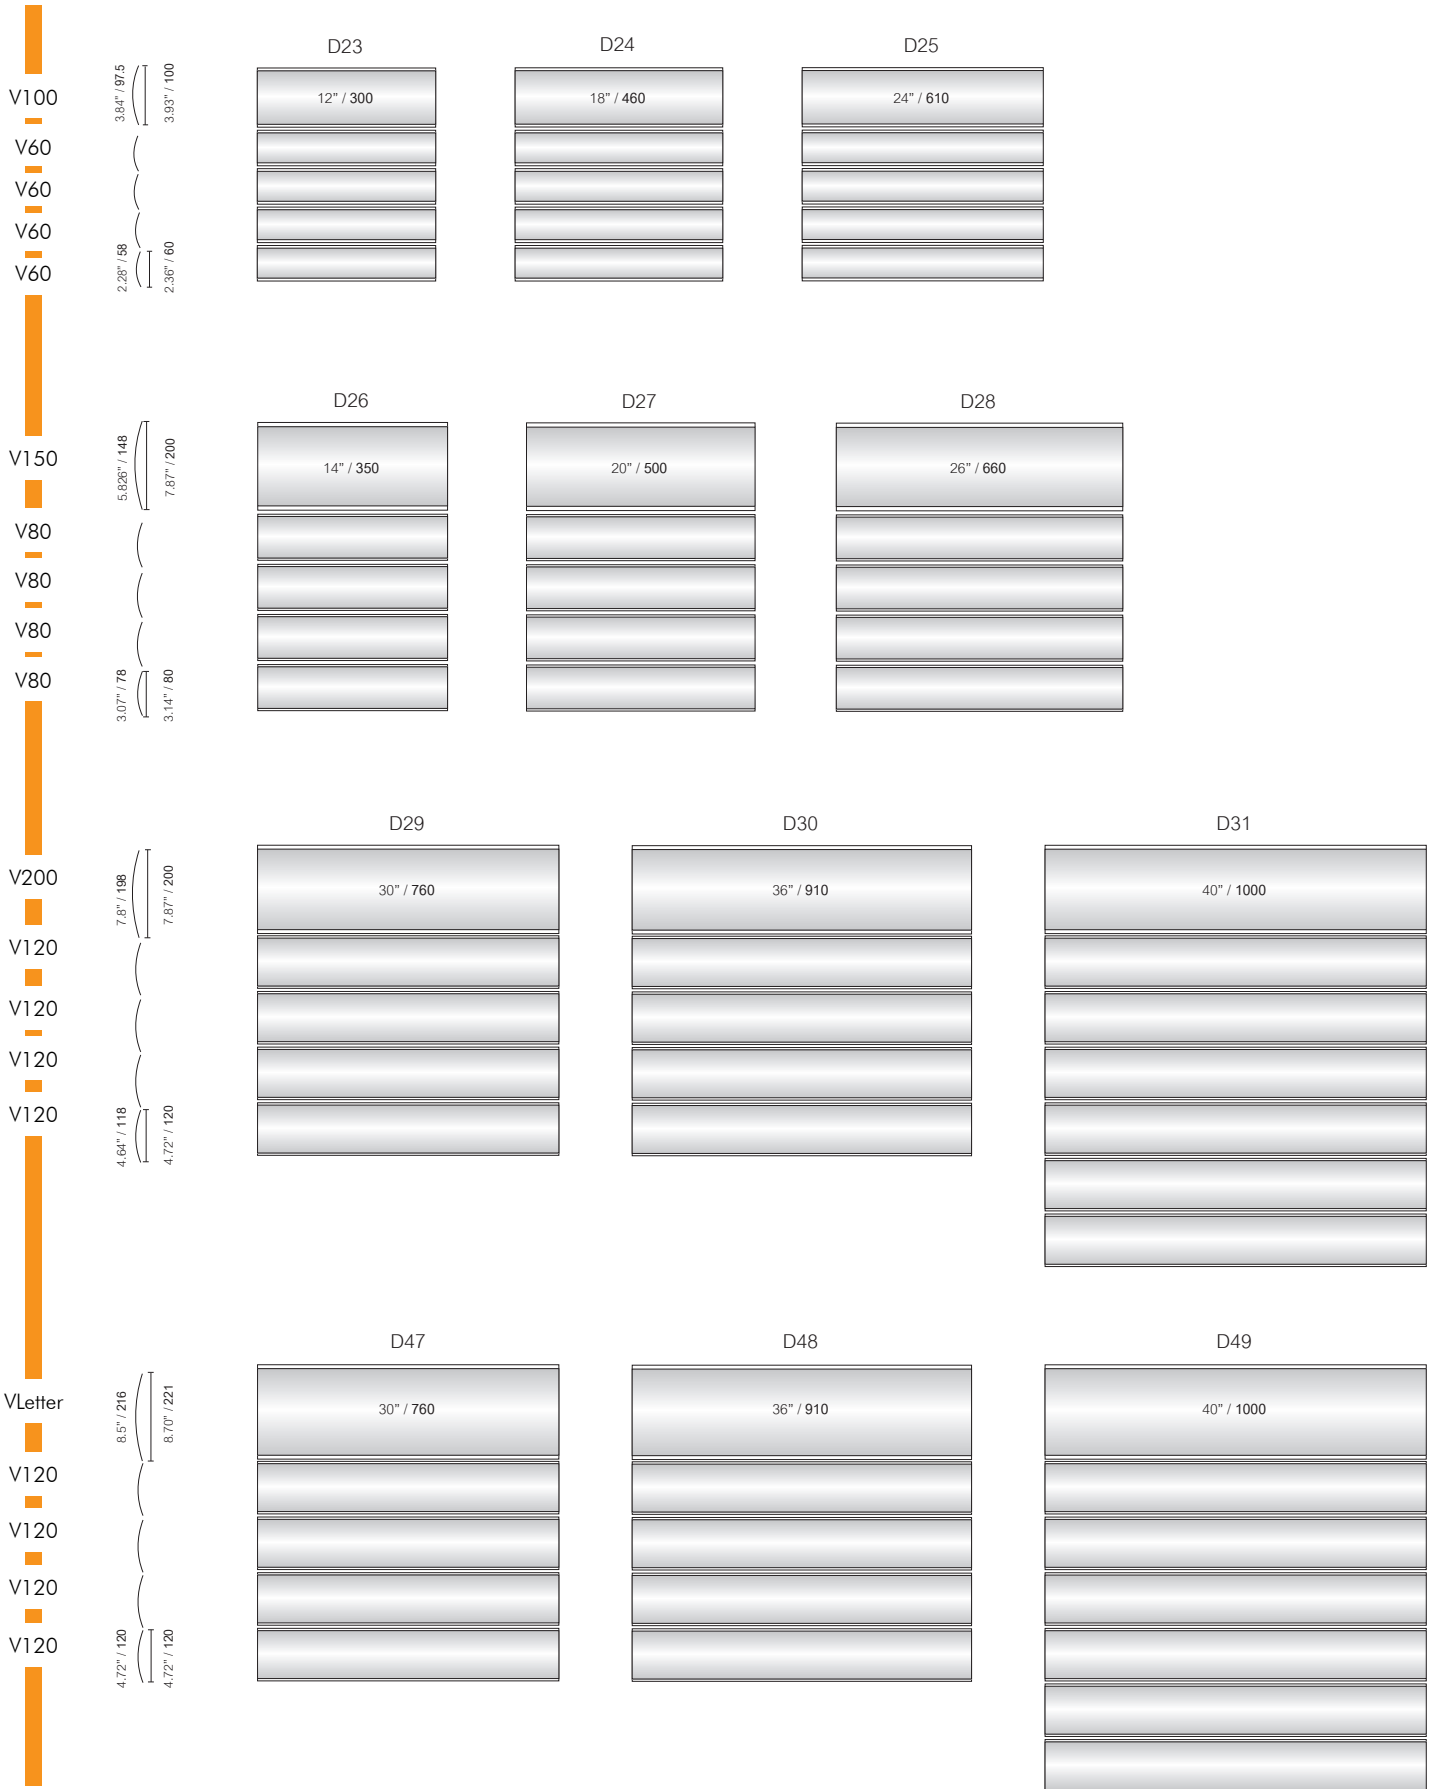 D23 D24 D25
V100 3.84" / 97.5 3.93" / 100 12" / 300 18" / 460 24" / 610
V60
V60
V60
V60 2.28" / 58 2.36" / 60
D26 D27 D28
V150 5.826" / 148 7.87" / 200 14" / 350 20" / 500 26" / 660
V80
V80
V80
V80 3.07" / 78 3.14" / 80
D29 D30 D31
V200 7.8" / 198 7.87" / 200 30" / 760 36" / 910 40" / 1000
V120
V120
V120
V120 4.64" / 118 4.72" / 120
D47 D48 D49
VLetter 8.5" / 216 8.70" / 221 30" / 760 36" / 910 40" / 1000
V120
V120
V120
V120 4.72" / 120 4.72" / 120